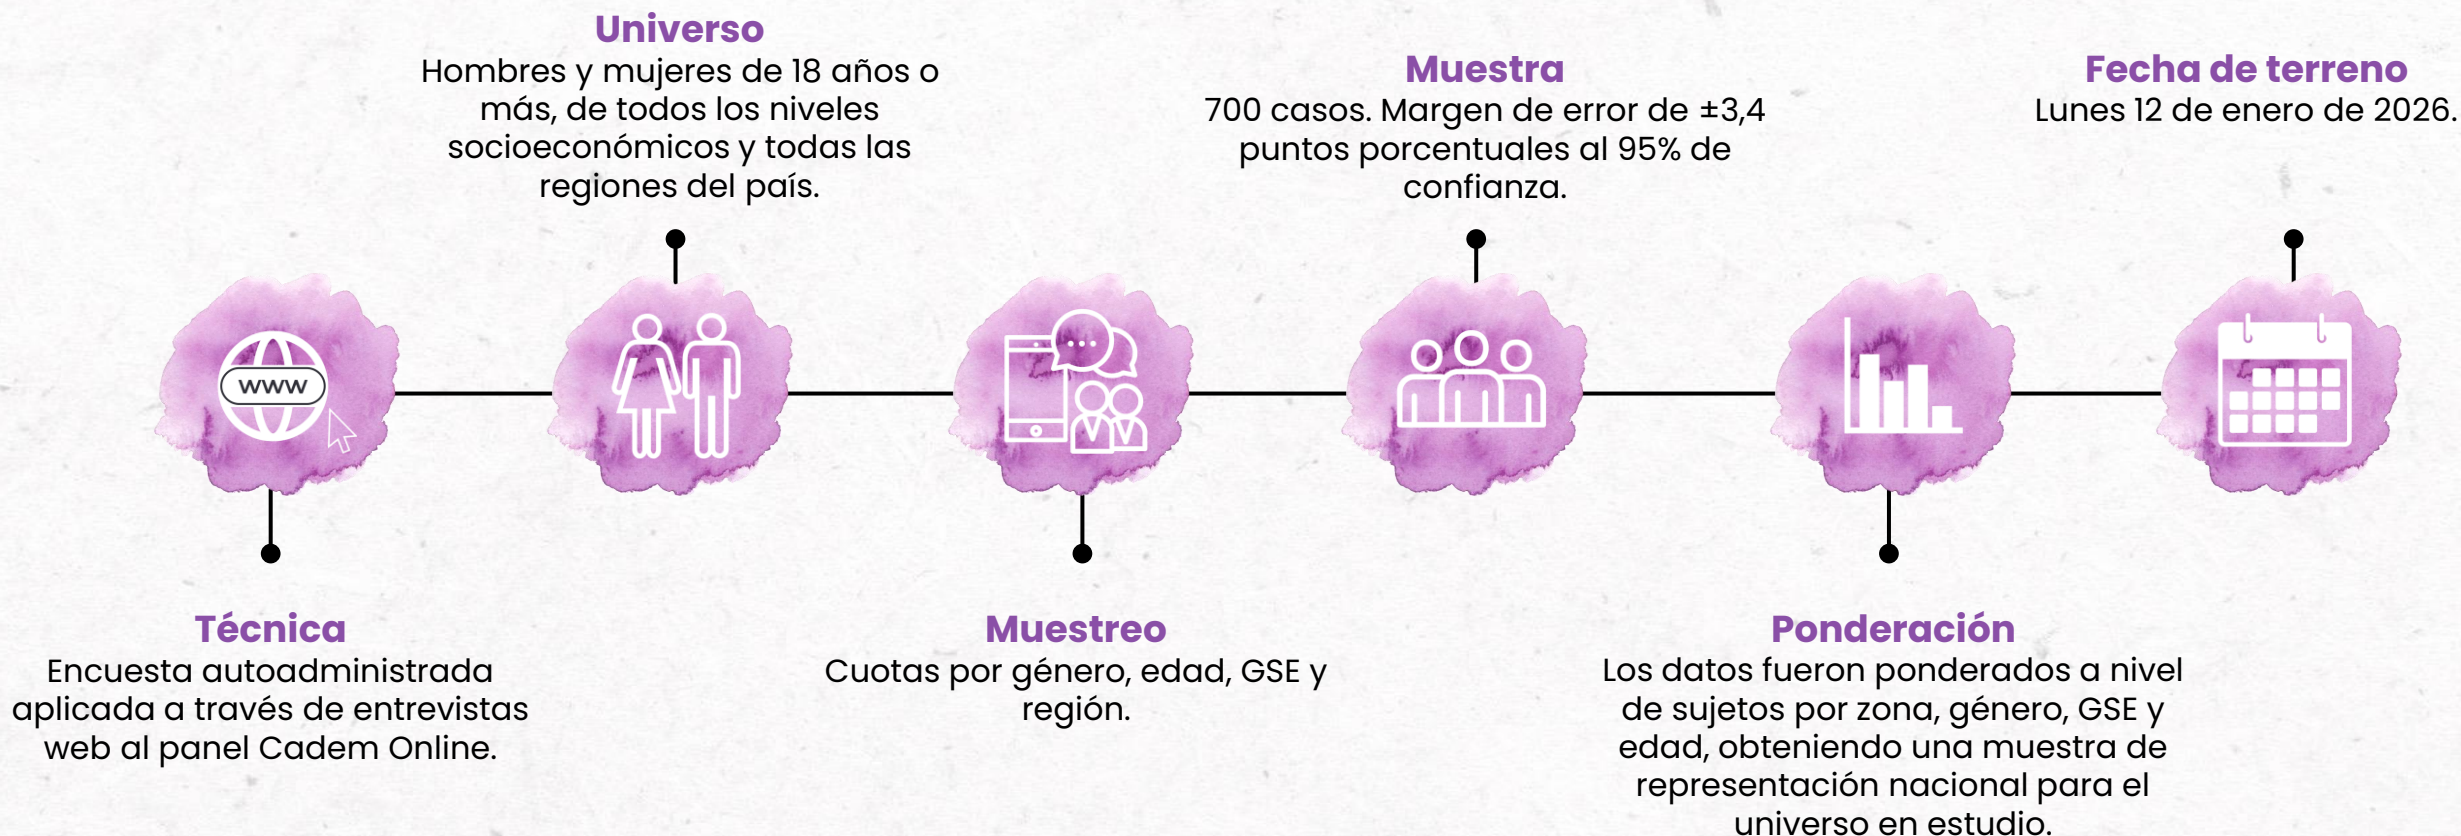 Universo
Hombres y mujeres de 18 años o
más, de todos los niveles
socioeconómicos y todas las
regiones del país.
Muestra
700 casos. Margen de error de ±3,4
puntos porcentuales al 95% de
confianza.
Fecha de terreno
Lunes 12 de enero de 2026.
www
Técnica
Encuesta autoadministrada
aplicada a través de entrevistas
web al panel Cadem Online.
Muestreo
Cuotas por género, edad, GSE y
región.
Ponderación
Los datos fueron ponderados a nivel
de sujetos por zona, género, GSE y
edad, obteniendo una muestra de
representación nacional para el
universo en estudio.